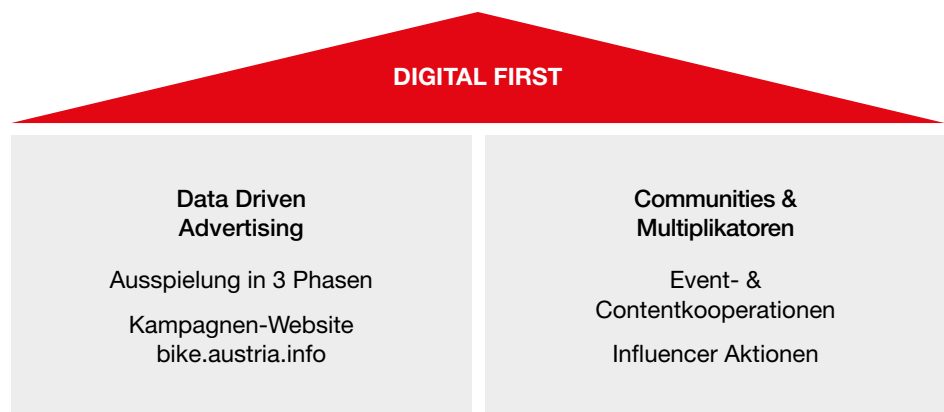 DIGITAL FIRST
Data Driven
Advertising
Ausspielung in 3 Phasen
Kampagnen-Website
bike.austria.info
Communities &
Multiplikatoren
Event- &
Contentkooperationen
Influencer Aktionen